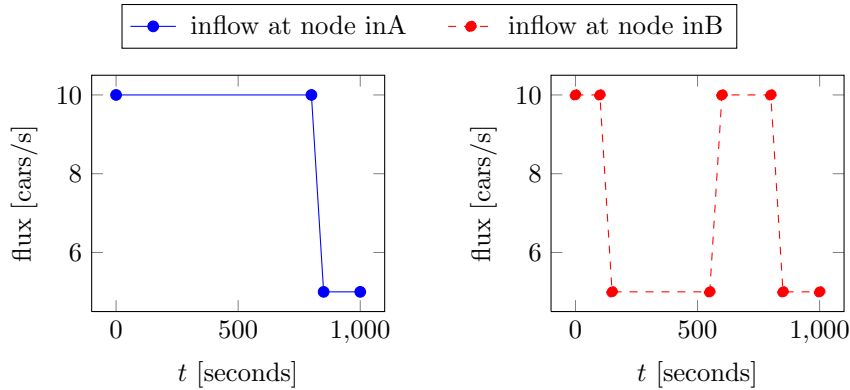 inflow at node inA inflow at node inB
10
8
6
flux [cars/s]
0 500 1,000
t [seconds]
10
8
6
flux [cars/s]
0 500 1,000
t [seconds]